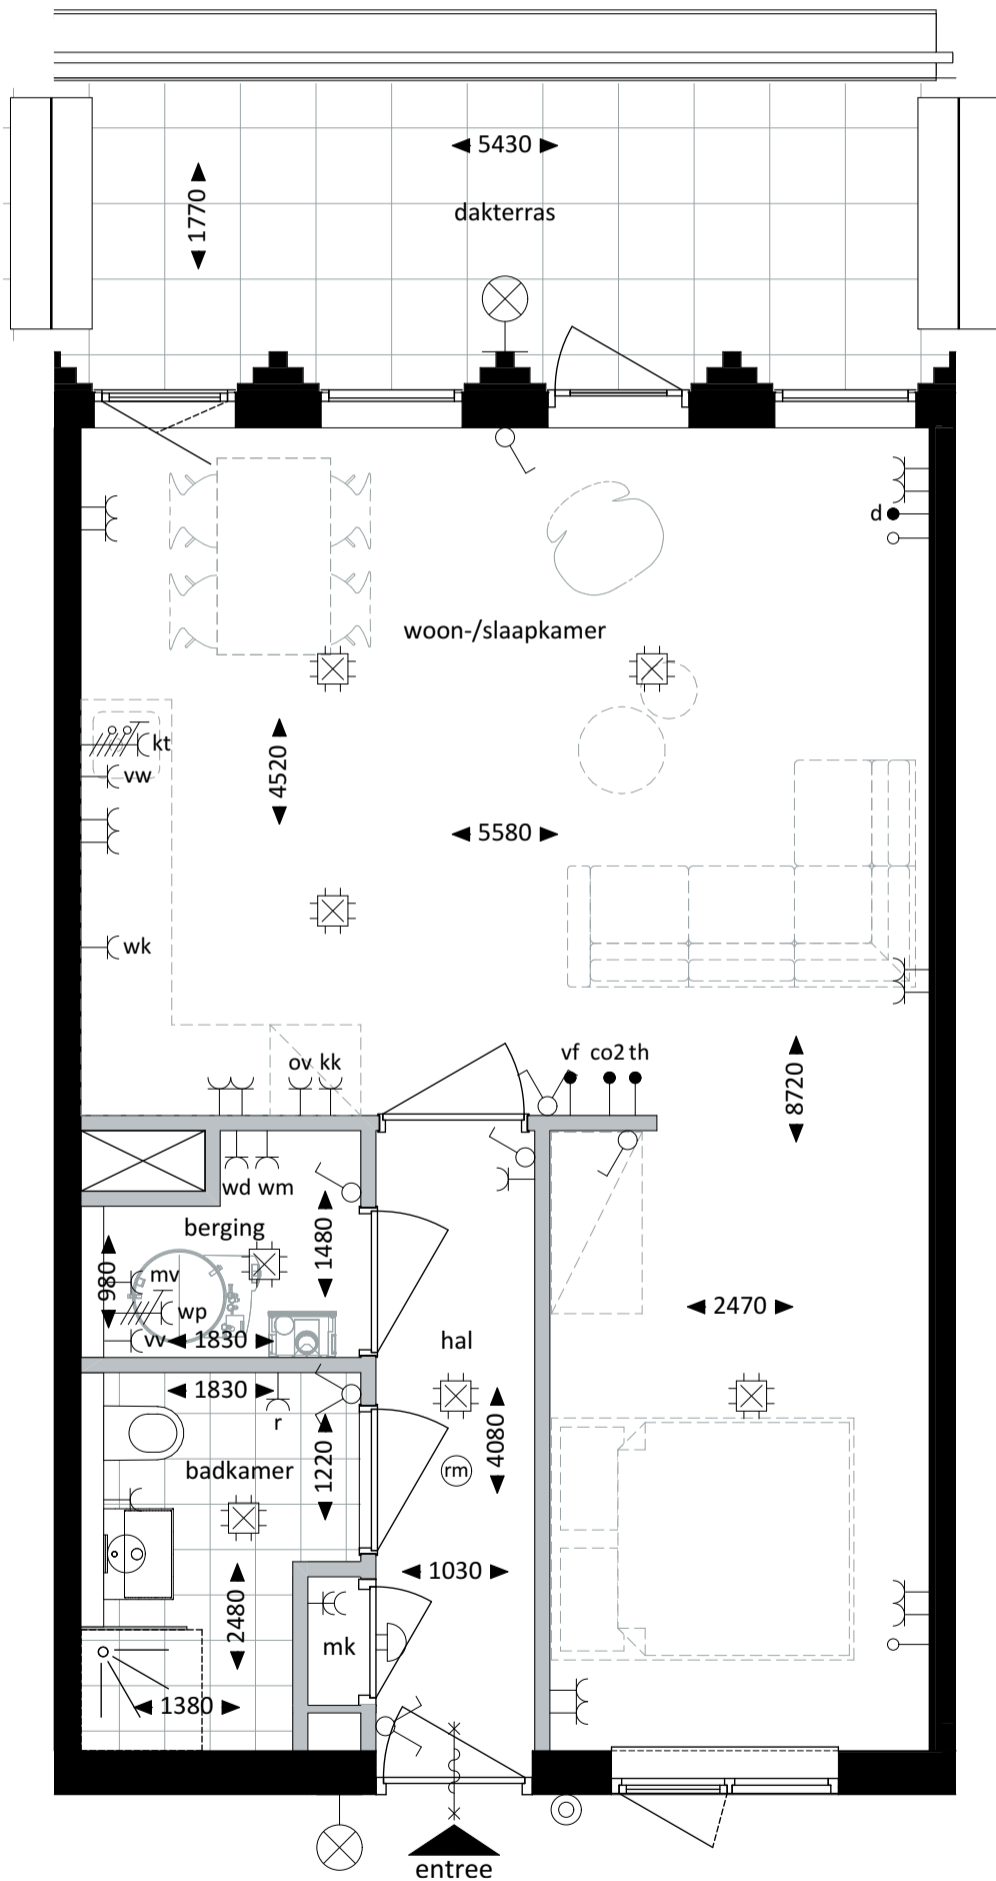 5430
1770
dakterras
d
woon-/slaapkamer
kt
vw
4520
5580
wk
ov kk
vf co2 th
8720
wd wm
berging
1480
980
mv
wp
vv
1830
2470
hal
1830
r
1220
4080
badkamer
rm
1030
2480
mk
1380
entree